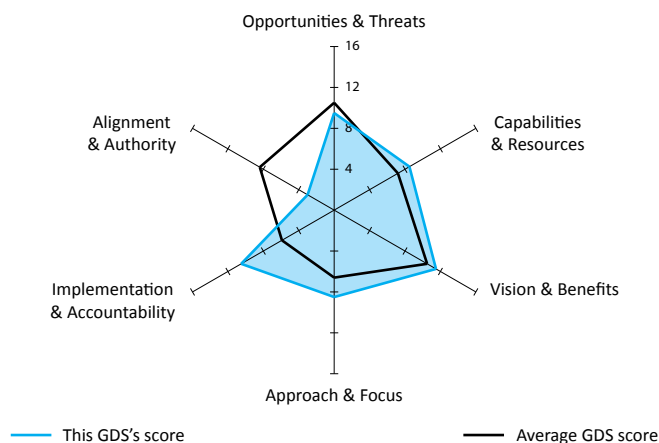 Opportunities & Threats
16
12
8
4
Alignment
& Authority
Capabilities
& Resources
Implementation
& Accountability
Vision & Benefits
Approach & Focus
This GDS's score
Average GDS score